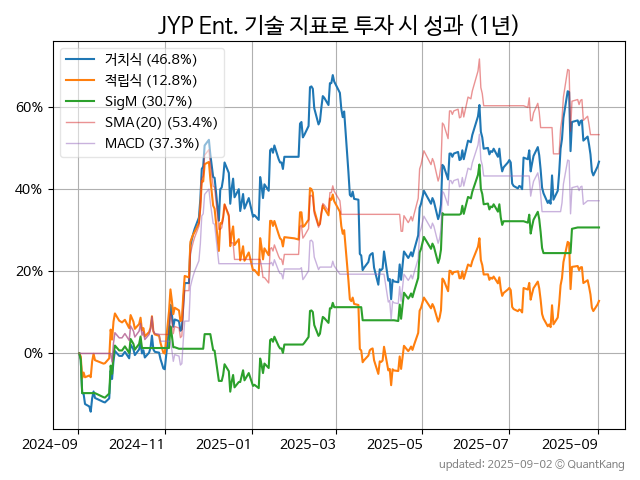 JYP Ent. 기술 지표로 투자 시 성과 (1년)
거치식 (46.8%)
적립식 (12.8%)
SigM (30.7%)
SMA(20) (53.4%)
MACD (37.3%)
60%
40%
20%
0%
2024-09 2024-11 2025-01 2025-03 2025-05 2025-07 2025-09
updated: 2025-09-02 © QuantKang